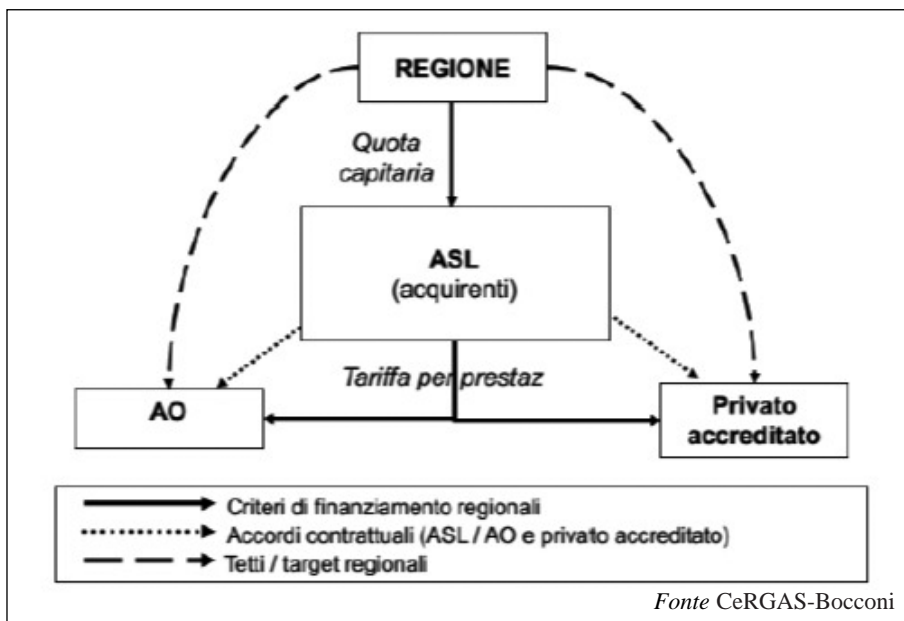 REGIONE
Quota
capitaria
ASL
(acquirenti)
Tariffa per prestaz
AO
Privato
accreditato
Criteri di finanziamento regionali
Accordi contrattuali (ASL / AO e privato accreditato)
Tetti / target regionali
Fonte CeRGAS-Bocconi